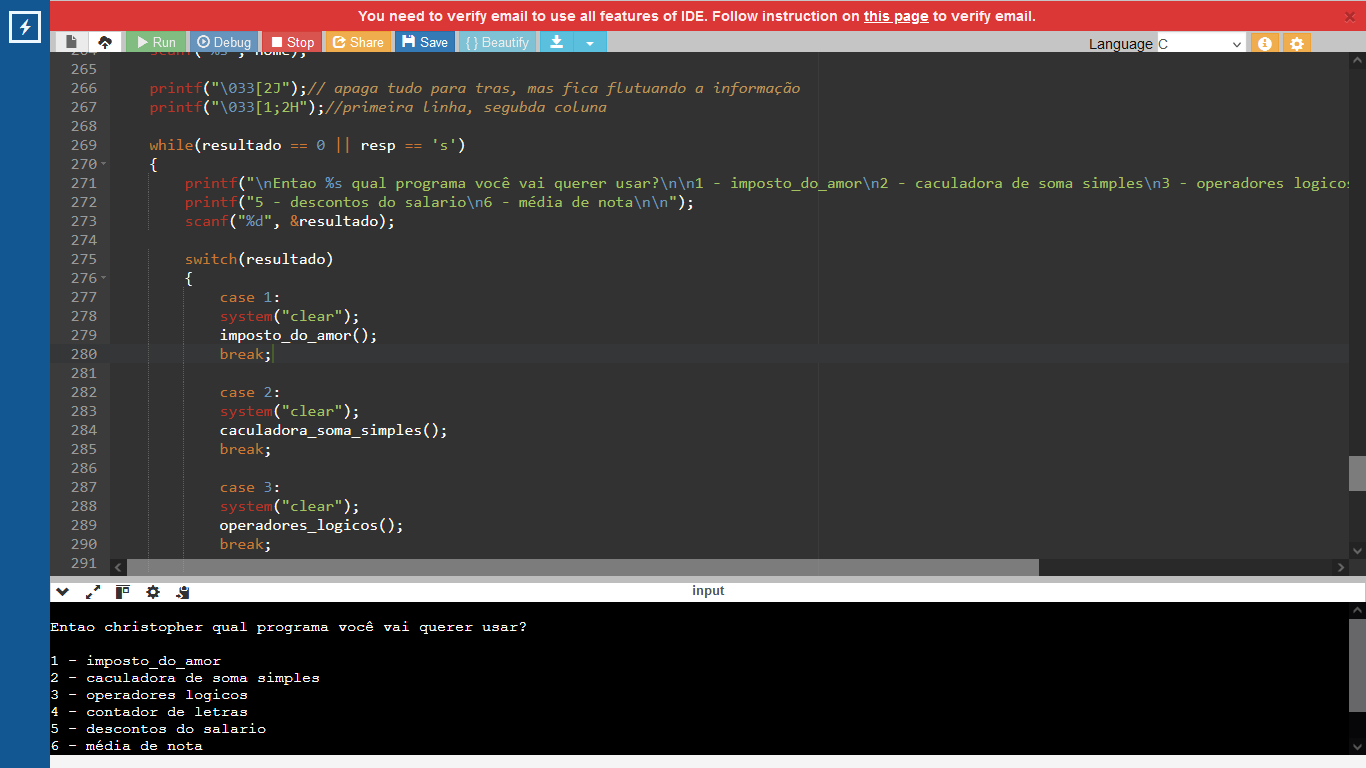 You need to verify email to use all features of IDE. Follow instruction on this page to verify email.
Run Debug Stop Share Save { } Beautify Language C
265
266 printf("\033[2J");// apaga tudo para tras, mas fica flutuando a informação
267 printf("\033[1;2H");//primeira linha, segubda coluna
268
269 while(resultado == 0 || resp == 's')
270 {
271 printf("\nEntao %s qual programa você vai querer usar?\n\n1 - imposto_do_amor\n2 - caculadora de soma simples\n3 - operadores logicos
272 printf("5 - descontos do salario\n6 - média de nota\n\n");
273 scanf("%d", &resultado);
274
275 switch(resultado)
276 {
277 case 1:
278 system("clear");
279 imposto_do_amor();
280 break;
281
282 case 2:
283 system("clear");
284 caculadora_soma_simples();
285 break;
286
287 case 3:
288 system("clear");
289 operadores_logicos();
290 break;
291
input
Entao christopher qual programa você vai querer usar?
1 - imposto_do_amor
2 - caculadora de soma simples
3 - operadores logicos
4 - contador de letras
5 - descontos do salario
6 - média de nota